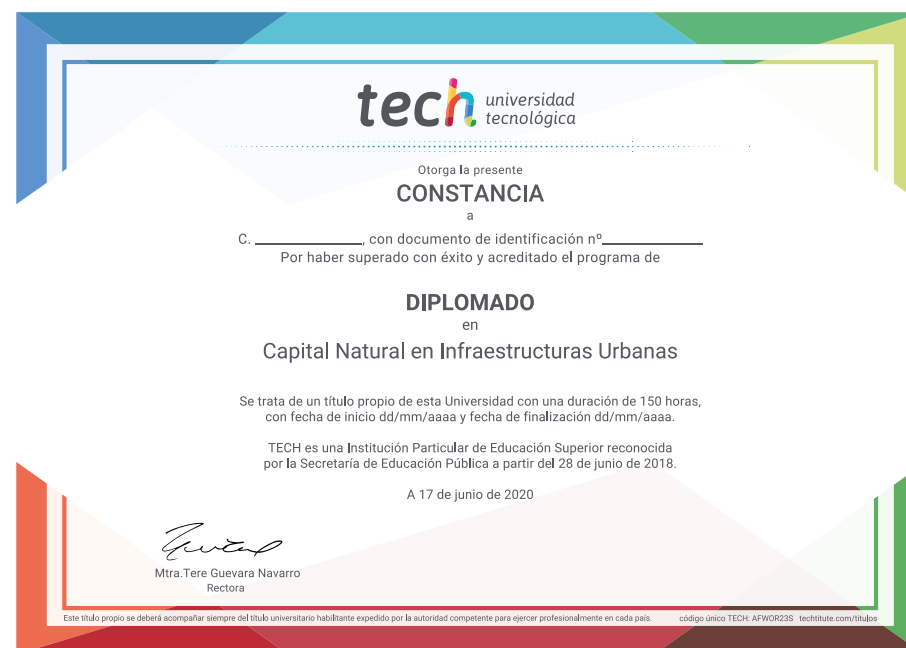 tech universidad
tecnológica
Otorga la presente
CONSTANCIA
a
C. ____________, con documento de identificación nº____________
Por haber superado con éxito y acreditado el programa de
DIPLOMADO
en
Capital Natural en Infraestructuras Urbanas
Se trata de un título propio de esta Universidad con una duración de 150 horas,
con fecha de inicio dd/mm/aaaa y fecha de finalización dd/mm/aaaa.
TECH es una Institución Particular de Educación Superior reconocida
por la Secretaría de Educación Pública a partir del 28 de junio de 2018.
A 17 de junio de 2020
Mtra.Tere Guevara Navarro
Rectora
Este título propio se deberá acompañar siempre del título universitario habilitante expedido por la autoridad competente para ejercer profesionalmente en cada país. código único TECH: AFWOR23S techtitute.com/titulos